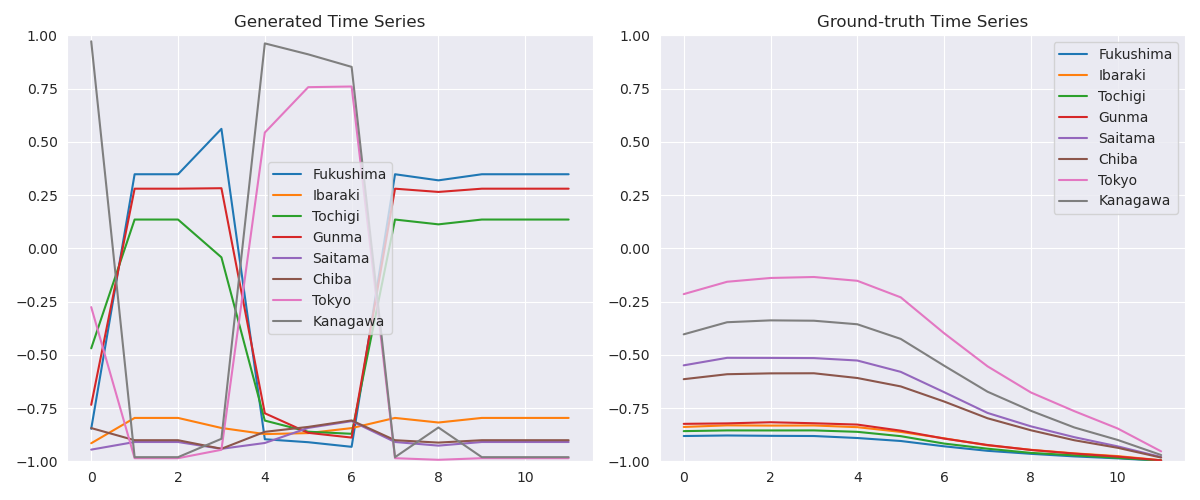 Generated Time Series
1.00
0.75
0.50
0.25
0.00
−0.25
−0.50
−0.75
−1.00
0 2 4 6 8 10
Fukushima
Ibaraki
Tochigi
Gunma
Saitama
Chiba
Tokyo
Kanagawa
Ground-truth Time Series
1.00
0.75
0.50
0.25
0.00
−0.25
−0.50
−0.75
−1.00
0 2 4 6 8 10
Fukushima
Ibaraki
Tochigi
Gunma
Saitama
Chiba
Tokyo
Kanagawa